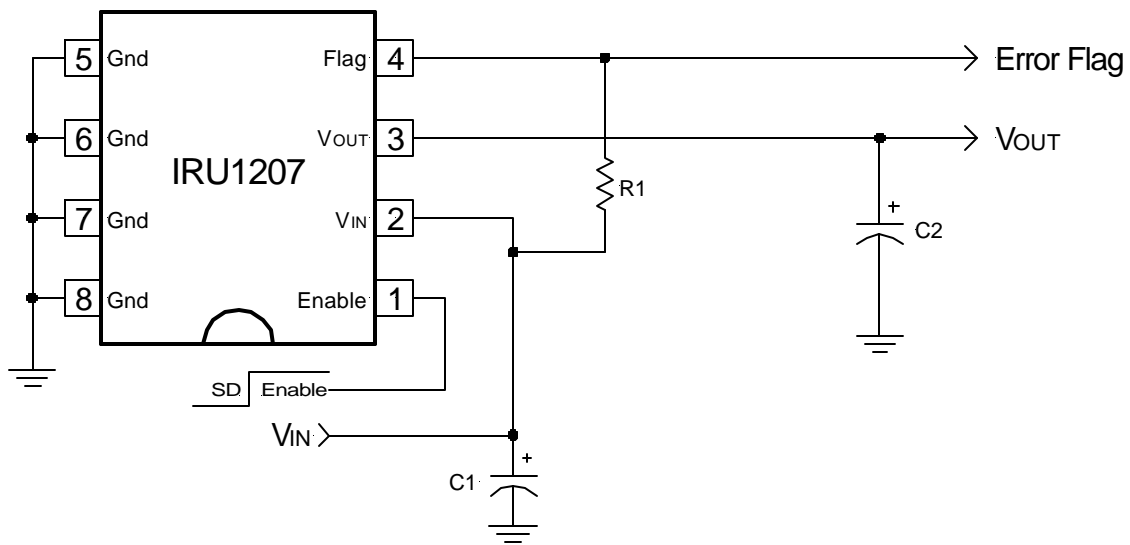 5 Gnd Flag 4 Error Flag
6 Gnd VOUT 3 VOUT
IRU1207
R1
7 Gnd VIN 2
+
C2
8 Gnd Enable 1
SD Enable
VIN
+
C1